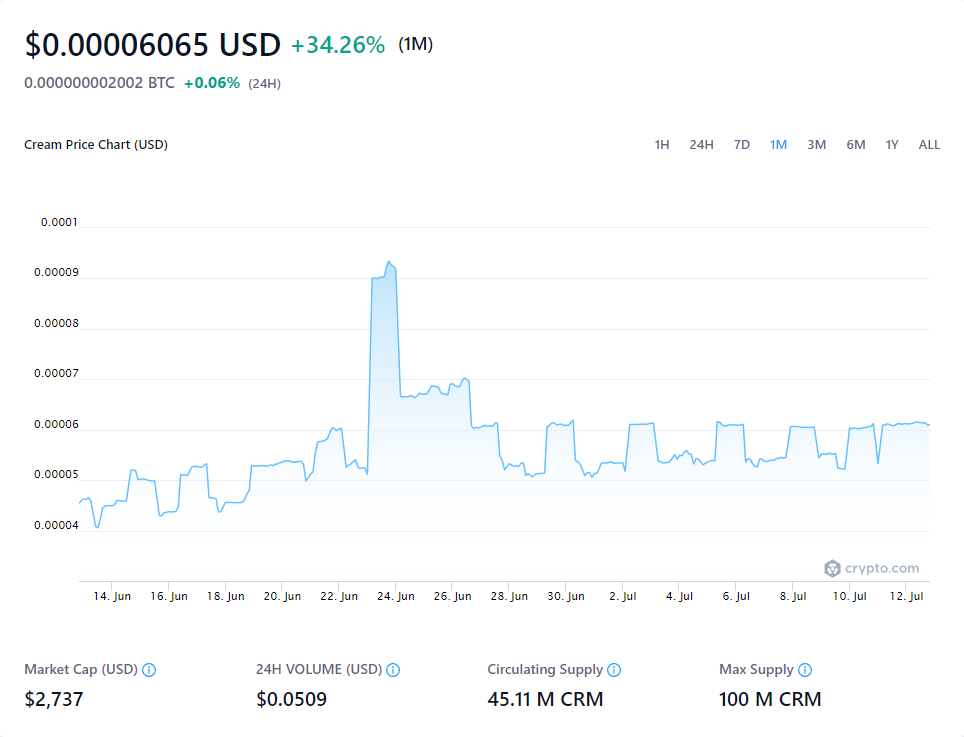 $0.00006065 USD +34.26% (1M)
0.000000002002 BTC +0.06% (24H)
Cream Price Chart (USD)
1H 24H 7D 1M 3M 6M 1Y ALL
0.0001
0.00009
0.00008
0.00007
0.00006
0.00005
0.00004
crypto.com
14. Jun 16. Jun 18. Jun 20. Jun 22. Jun 24. Jun 26. Jun 28. Jun 30. Jun 2. Jul 4. Jul 6. Jul 8. Jul 10. Jul 12. Jul
Market Cap (USD) 24H VOLUME (USD) Circulating Supply Max Supply
$2,737 $0.0509 45.11 M CRM 100 M CRM